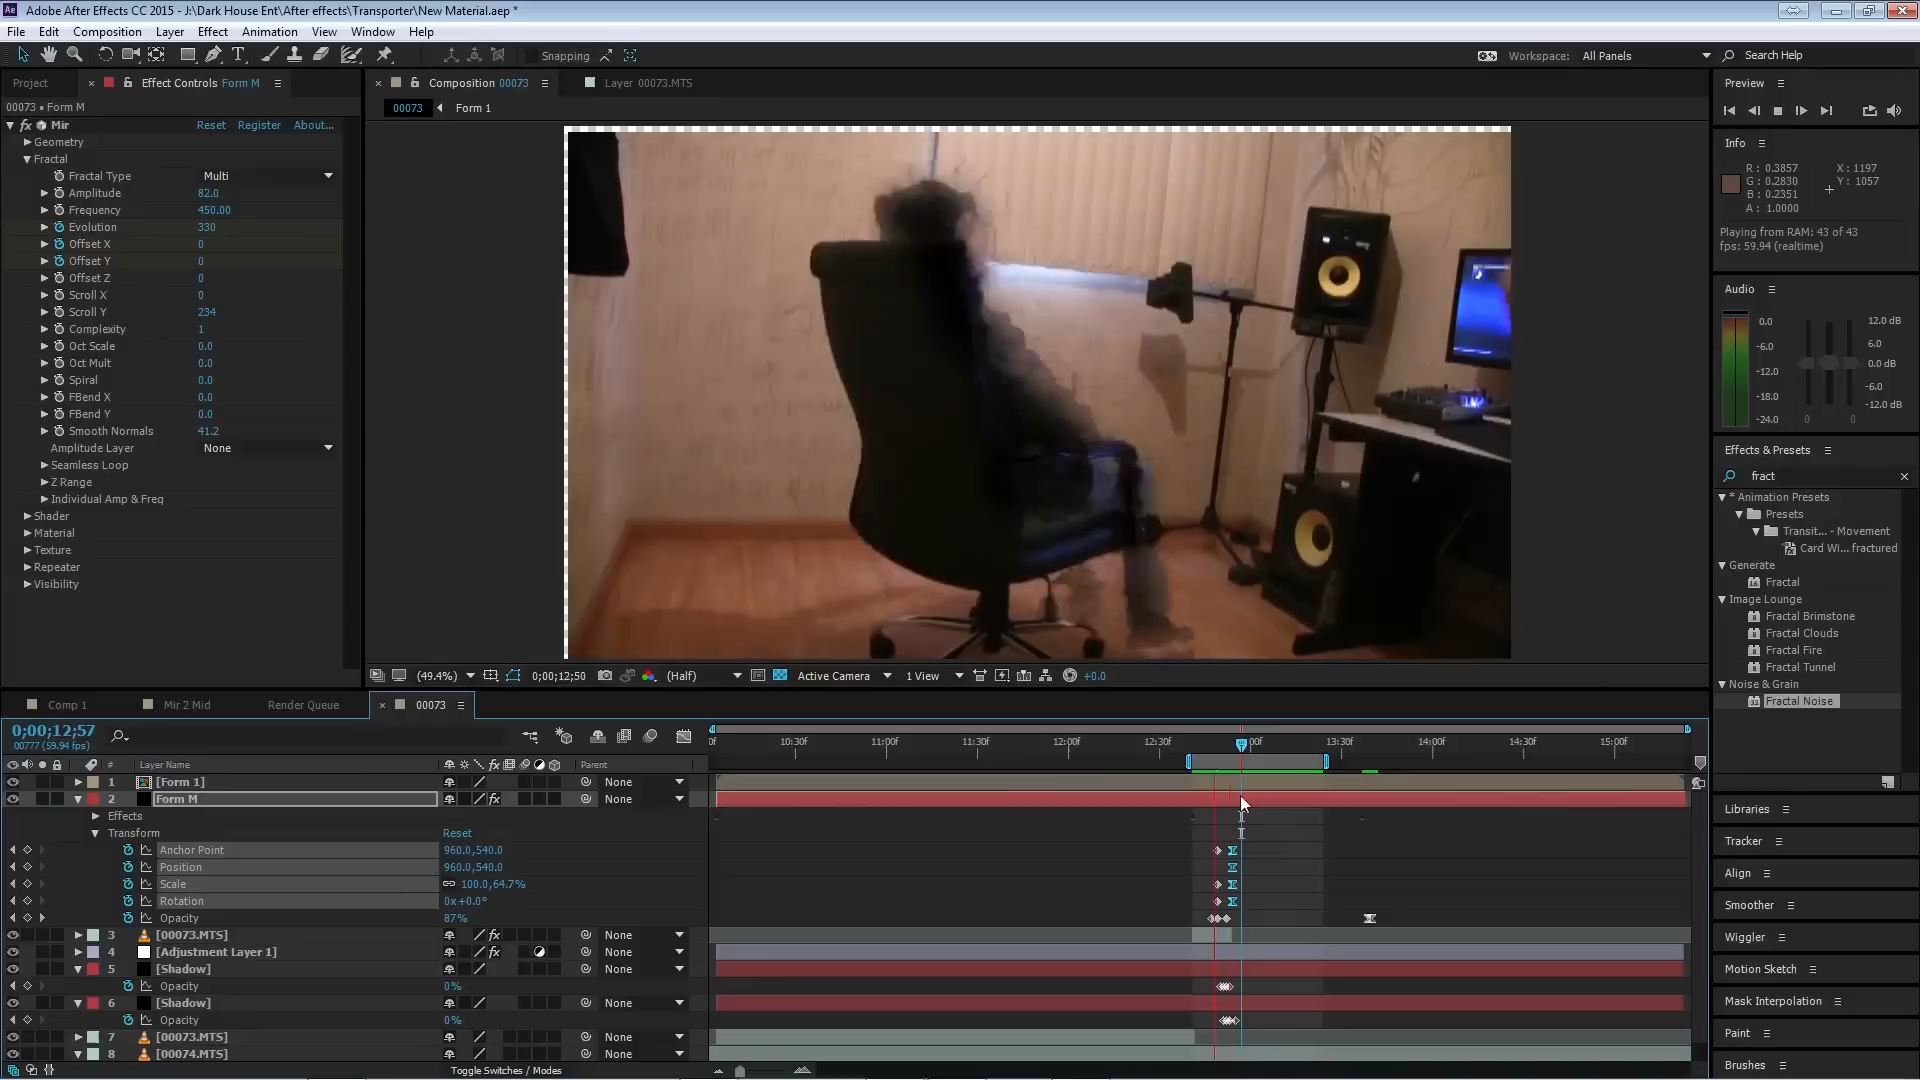 Adobe After Effects CC 2015 - J:\Dark House Ent\After effects\Transporter\New Material.aep *
File Edit Composition Layer Effect Animation View Window Help
Snapping Workspace: All Panels Search Help
Project Effect Controls Form M Composition 00073 Layer 00073.MTS Preview
00073 • Form M 00073 Form 1
Mir Reset Register About...
Geometry
Fractal
Fractal Type Multi
Amplitude 82.0
Frequency 450.00
Evolution 330
Offset X 0
Offset Y 0
Offset Z 0
Scroll X 0
Scroll Y 234
Complexity 1
Oct Scale 0.0
Oct Mult 0.0
Spiral 0.0
FBend X 0.0
FBend Y 0.0
Smooth Normals 41.2
Amplitude Layer None
Seamless Loop
Z Range
Individual Amp & Freq
Shader
Material
Texture
Repeater
Visibility
Info
R : 0.3857 X : 1197
G : 0.2830 Y : 1057
B : 0.2351
A : 1.0000
Playing from RAM: 43 of 43
fps: 59.94 (realtime)
Audio
0.0 12.0 dB
-6.0 6.0
-12.0 0.0 dB
-18.0 -6.0
-24.0 0 0 -12.0 dB
Effects & Presets
fract
* Animation Presets
Presets
Transit... - Movement
Card Wi... fractured
Generate
Fractal
Image Lounge
Fractal Brimstone
Fractal Clouds
Fractal Fire
Fractal Tunnel
Noise & Grain
Fractal Noise
Libraries
Tracker
Align
Smoother
Wiggler
Motion Sketch
Mask Interpolation
Paint
Brushes
(49.4%) 0;00;12;50 (Half) Active Camera 1 View +0.0
Comp 1 Mir 2 Mid Render Queue 00073
0;00;12;57
00777 (59.94 fps)
0f 10:30f 11:00f 11:30f 12:00f 12:30f 00f 13:30f 14:00f 14:30f 15:00f
# Layer Name Parent
1 [Form 1] None
2 Form M None
Effects
Transform Reset
Anchor Point 960.0,540.0
Position 960.0,540.0
Scale 100.0,64.7%
Rotation 0x+0.0°
Opacity 87%
3 [00073.MTS] None
4 [Adjustment Layer 1] None
5 [Shadow] None
Opacity 0%
6 [Shadow] None
Opacity 0%
7 [00073.MTS] None
8 [00074.MTS] None
Toggle Switches / Modes